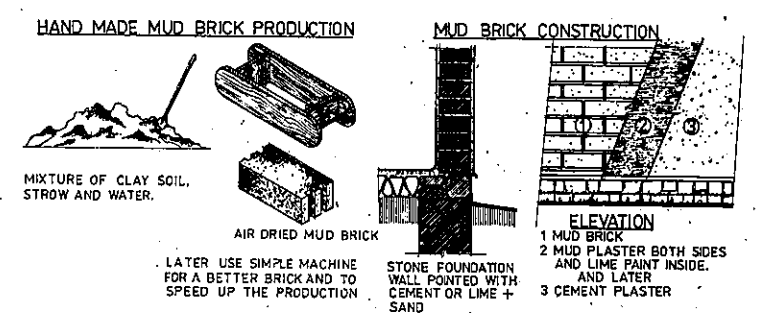 HAND MADE MUD BRICK PRODUCTION
MUD BRICK CONSTRUCTION
MIXTURE OF CLAY SOIL,
STROW AND WATER.
AIR DRIED MUD BRICK
LATER USE SIMPLE MACHINE
FOR A BETTER BRICK AND TO
SPEED UP THE PRODUCTION
STONE FOUNDATION
WALL POINTED WITH
CEMENT OR LIME +
SAND
1
2
3
ELEVATION
1 MUD BRICK
2 MUD PLASTER BOTH SIDES
AND LIME PAINT INSIDE.
AND LATER
3 CEMENT PLASTER